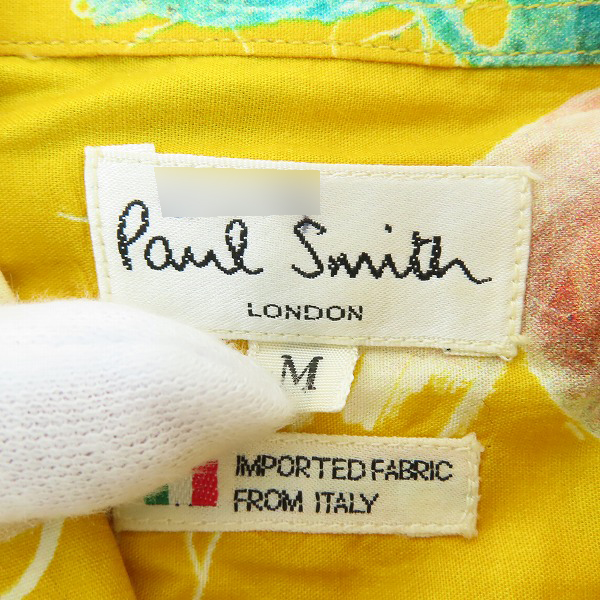 Paul Smith
LONDON
M
IMPORTED FABRIC
FROM ITALY